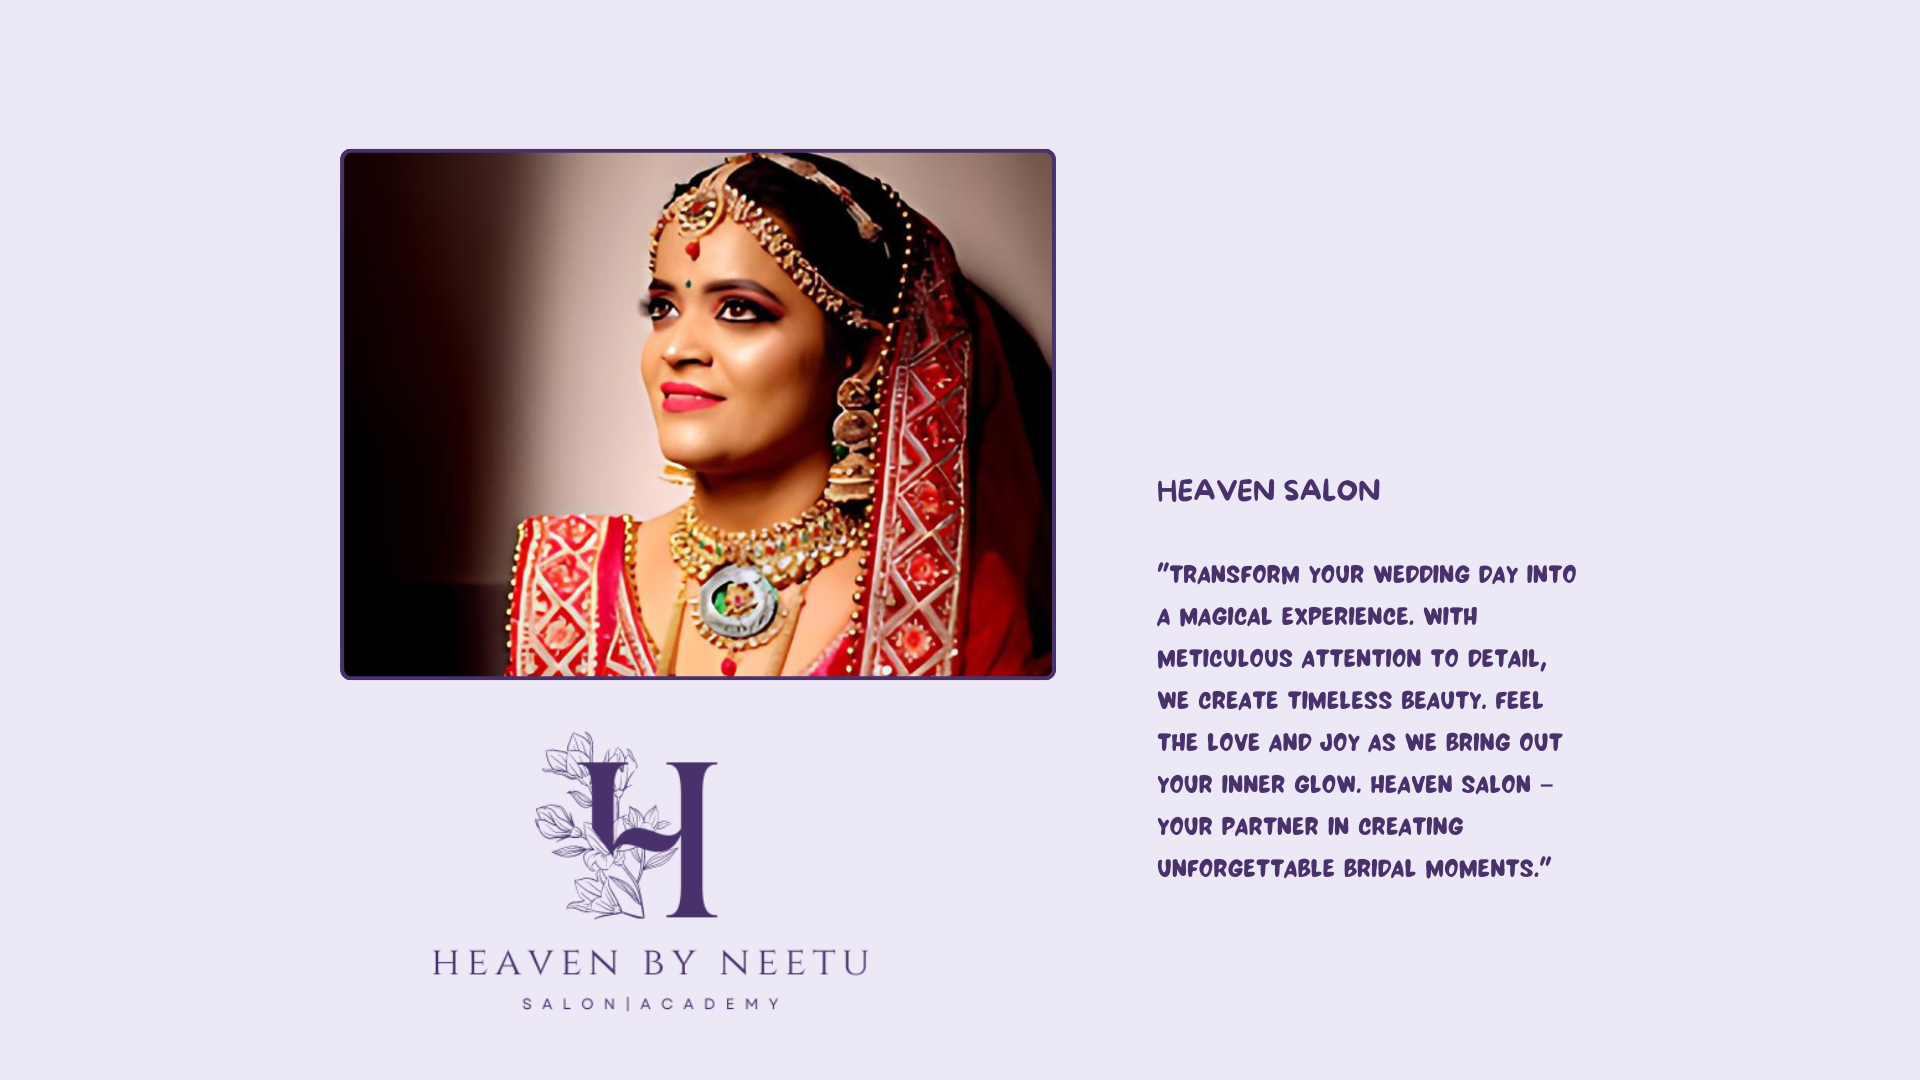 HEAVEN SALON
"TRANSFORM YOUR WEDDING DAY INTO
A MAGICAL EXPERIENCE. WITH
METICULOUS ATTENTION TO DETAIL,
WE CREATE TIMELESS BEAUTY. FEEL
THE LOVE AND JOY AS WE BRING OUT
YOUR INNER GLOW. HEAVEN SALON –
YOUR PARTNER IN CREATING
UNFORGETTABLE BRIDAL MOMENTS."
H
HEAVEN BY NEETU
SALON|ACADEMY